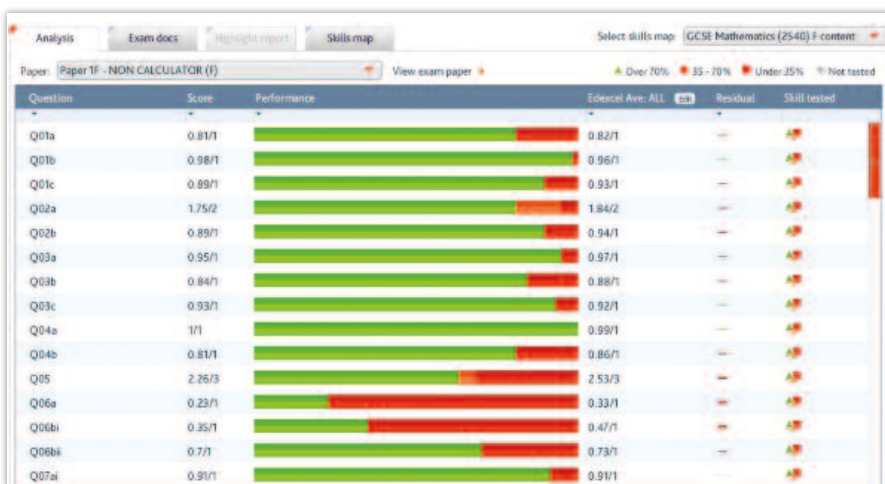 Analysis Exam docs Highlight report Skills map Select skills map: GCSE Mathematics (2540) F content
Paper: Paper 1F - NON CALCULATOR (F) View exam paper Over 70% 35 - 70% Under 35% Not tested
Question Score Performance Edexcel Ave: ALL Edit Residual Skill tested
Q01a 0.81/1 0.82/1
Q01b 0.98/1 0.96/1
Q01c 0.89/1 0.93/1
Q02a 1.75/2 1.84/2
Q02b 0.89/1 0.94/1
Q03a 0.95/1 0.97/1
Q03b 0.84/1 0.88/1
Q03c 0.93/1 0.92/1
Q04a 1/1 0.99/1
Q04b 0.81/1 0.86/1
Q05 2.26/3 2.53/3
Q06a 0.23/1 0.33/1
Q06bi 0.35/1 0.47/1
Q06bii 0.7/1 0.73/1
Q07ai 0.91/1 0.91/1